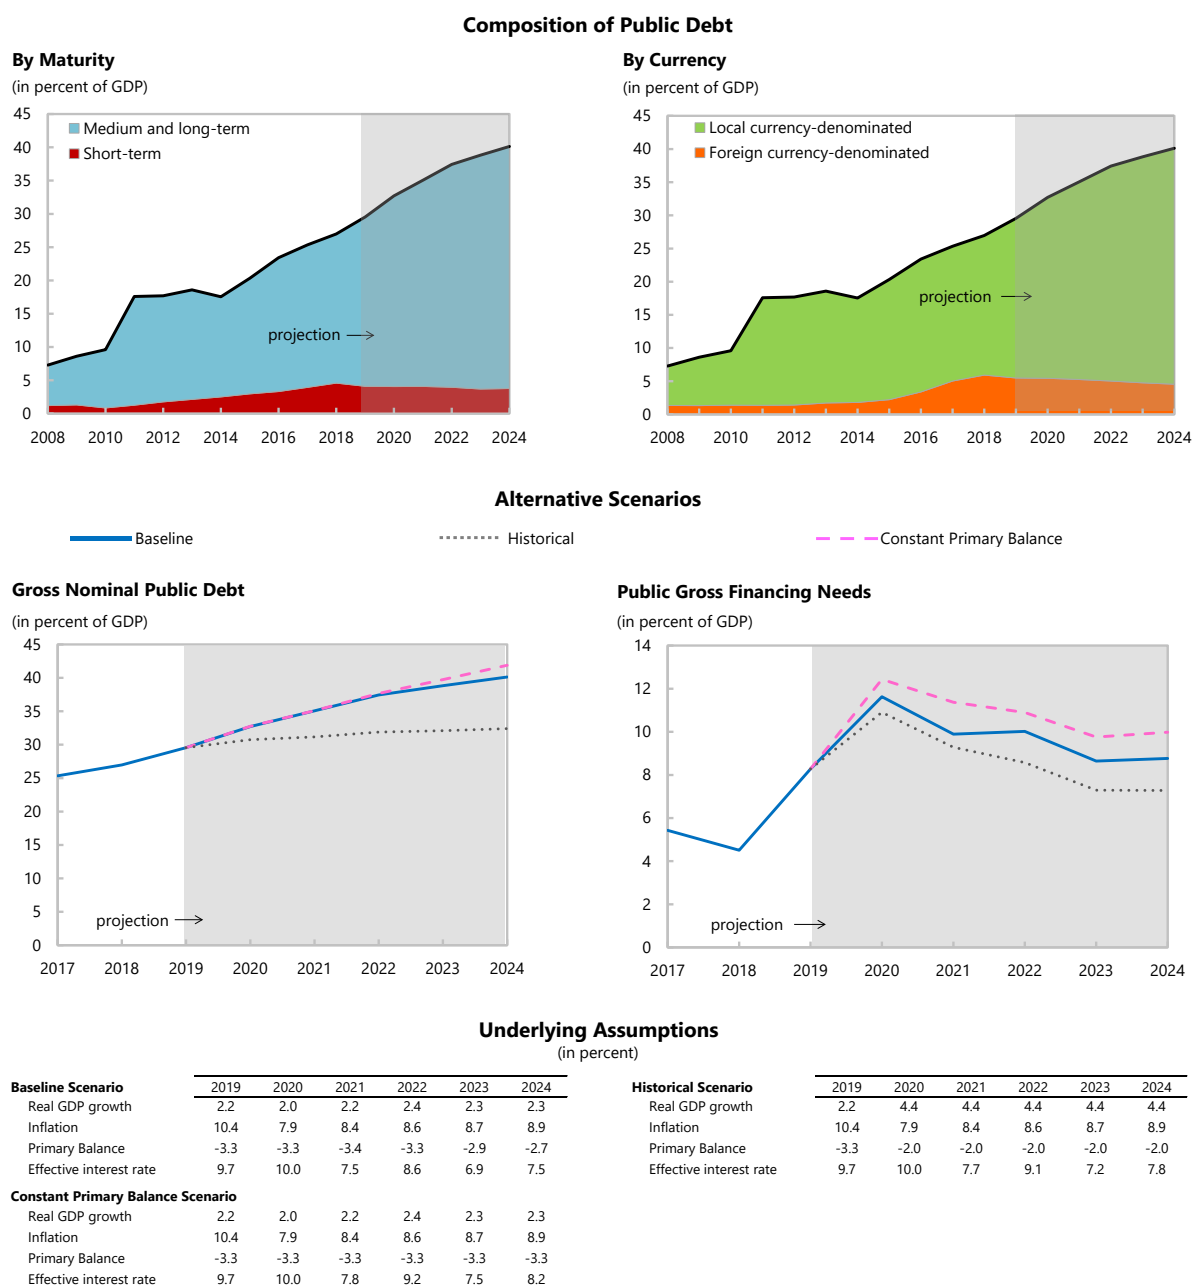 Composition of Public Debt
By Maturity
(in percent of GDP)
45
40
35
30
25
20
15
10
5
0
Medium and long-term
Short-term
projection
2008 2010 2012 2014 2016 2018 2020 2022 2024
By Currency
(in percent of GDP)
45
40
35
30
25
20
15
10
5
0
Local currency-denominated
Foreign currency-denominated
projection
2008 2010 2012 2014 2016 2018 2020 2022 2024
Alternative Scenarios
Baseline Historical Constant Primary Balance
Gross Nominal Public Debt
(in percent of GDP)
45
40
35
30
25
20
15
10
5
0
projection
2017 2018 2019 2020 2021 2022 2023 2024
Public Gross Financing Needs
(in percent of GDP)
14
12
10
8
6
4
2
0
projection
2017 2018 2019 2020 2021 2022 2023 2024
Underlying Assumptions
(in percent)
Baseline Scenario 2019 2020 2021 2022 2023 2024
Real GDP growth 2.2 2.0 2.2 2.4 2.3 2.3
Inflation 10.4 7.9 8.4 8.6 8.7 8.9
Primary Balance -3.3 -3.3 -3.4 -3.3 -2.9 -2.7
Effective interest rate 9.7 10.0 7.5 8.6 6.9 7.5
Constant Primary Balance Scenario
Real GDP growth 2.2 2.0 2.2 2.4 2.3 2.3
Inflation 10.4 7.9 8.4 8.6 8.7 8.9
Primary Balance -3.3 -3.3 -3.3 -3.3 -3.3 -3.3
Effective interest rate 9.7 10.0 7.8 9.2 7.5 8.2
Historical Scenario 2019 2020 2021 2022 2023 2024
Real GDP growth 2.2 4.4 4.4 4.4 4.4 4.4
Inflation 10.4 7.9 8.4 8.6 8.7 8.9
Primary Balance -3.3 -2.0 -2.0 -2.0 -2.0 -2.0
Effective interest rate 9.7 10.0 7.7 9.1 7.2 7.8